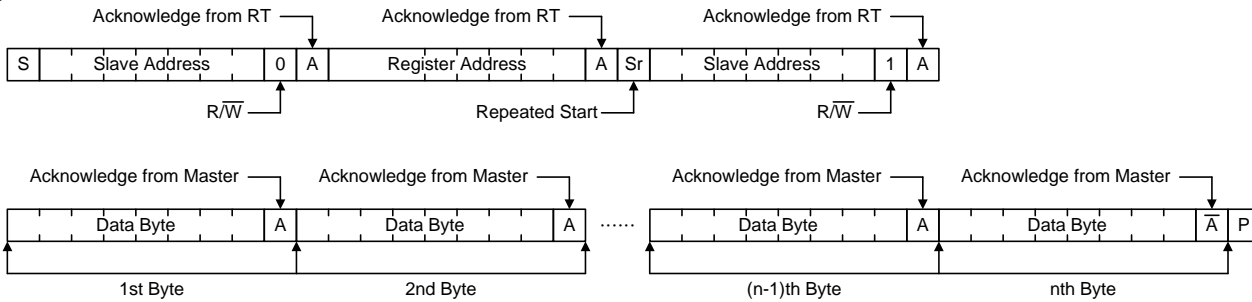 Acknowledge from RT Acknowledge from RT Acknowledge from RT
S Slave Address 0 A Register Address A Sr Slave Address 1 A
R/W̅ Repeated Start R/W̅
Acknowledge from Master Acknowledge from Master Acknowledge from Master Acknowledge from Master
Data Byte A Data Byte A ...... Data Byte A Data Byte A̅ P
1st Byte 2nd Byte (n-1)th Byte nth Byte